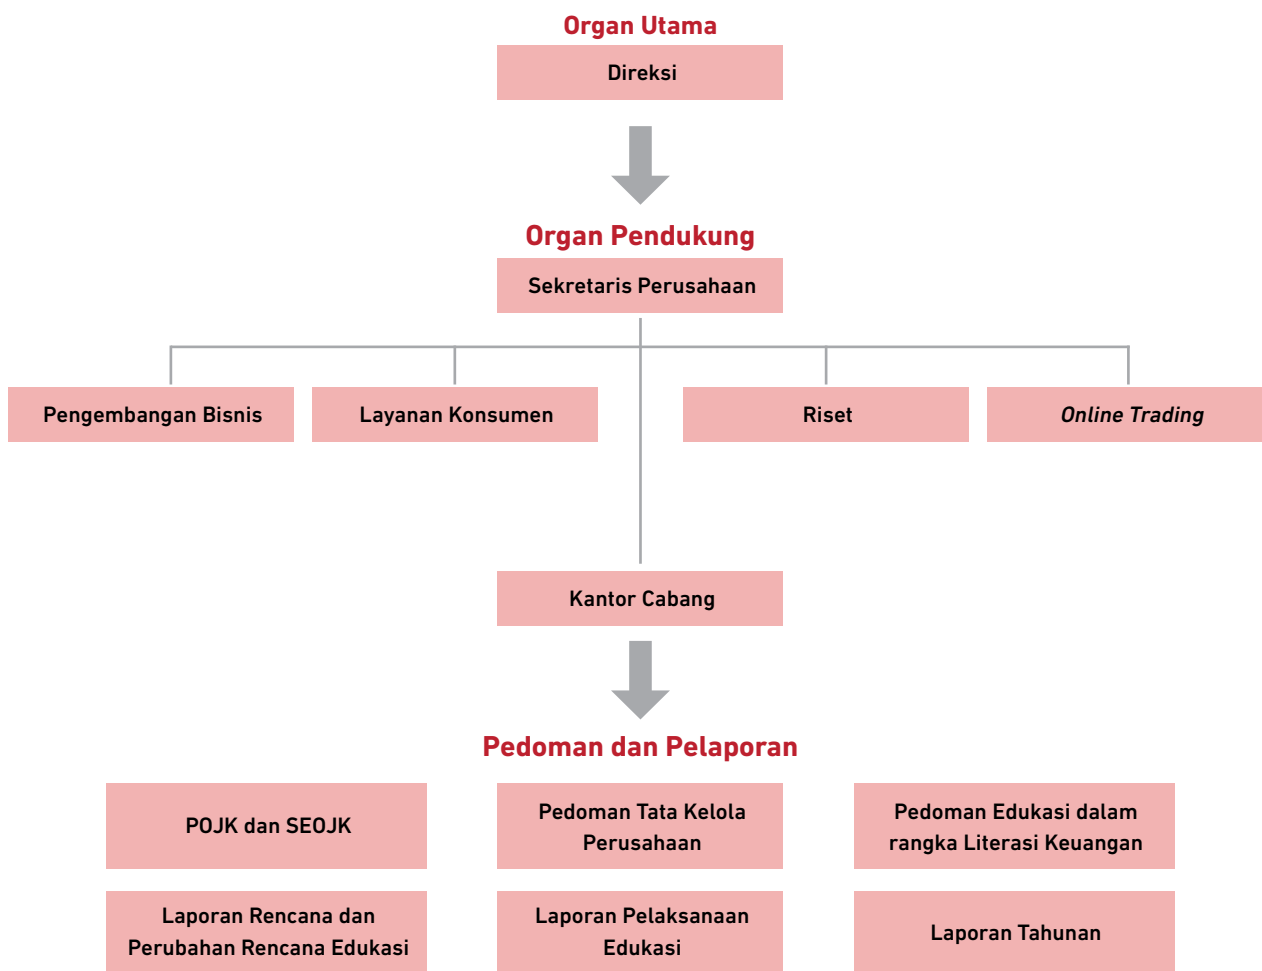 Organ Utama
Direksi
Organ Pendukung
Sekretaris Perusahaan
Pengembangan Bisnis
Layanan Konsumen
Riset
Online Trading
Kantor Cabang
Pedoman dan Pelaporan
POJK dan SEOJK
Pedoman Tata Kelola
Perusahaan
Pedoman Edukasi dalam
rangka Literasi Keuangan
Laporan Rencana dan
Perubahan Rencana Edukasi
Laporan Pelaksanaan
Edukasi
Laporan Tahunan